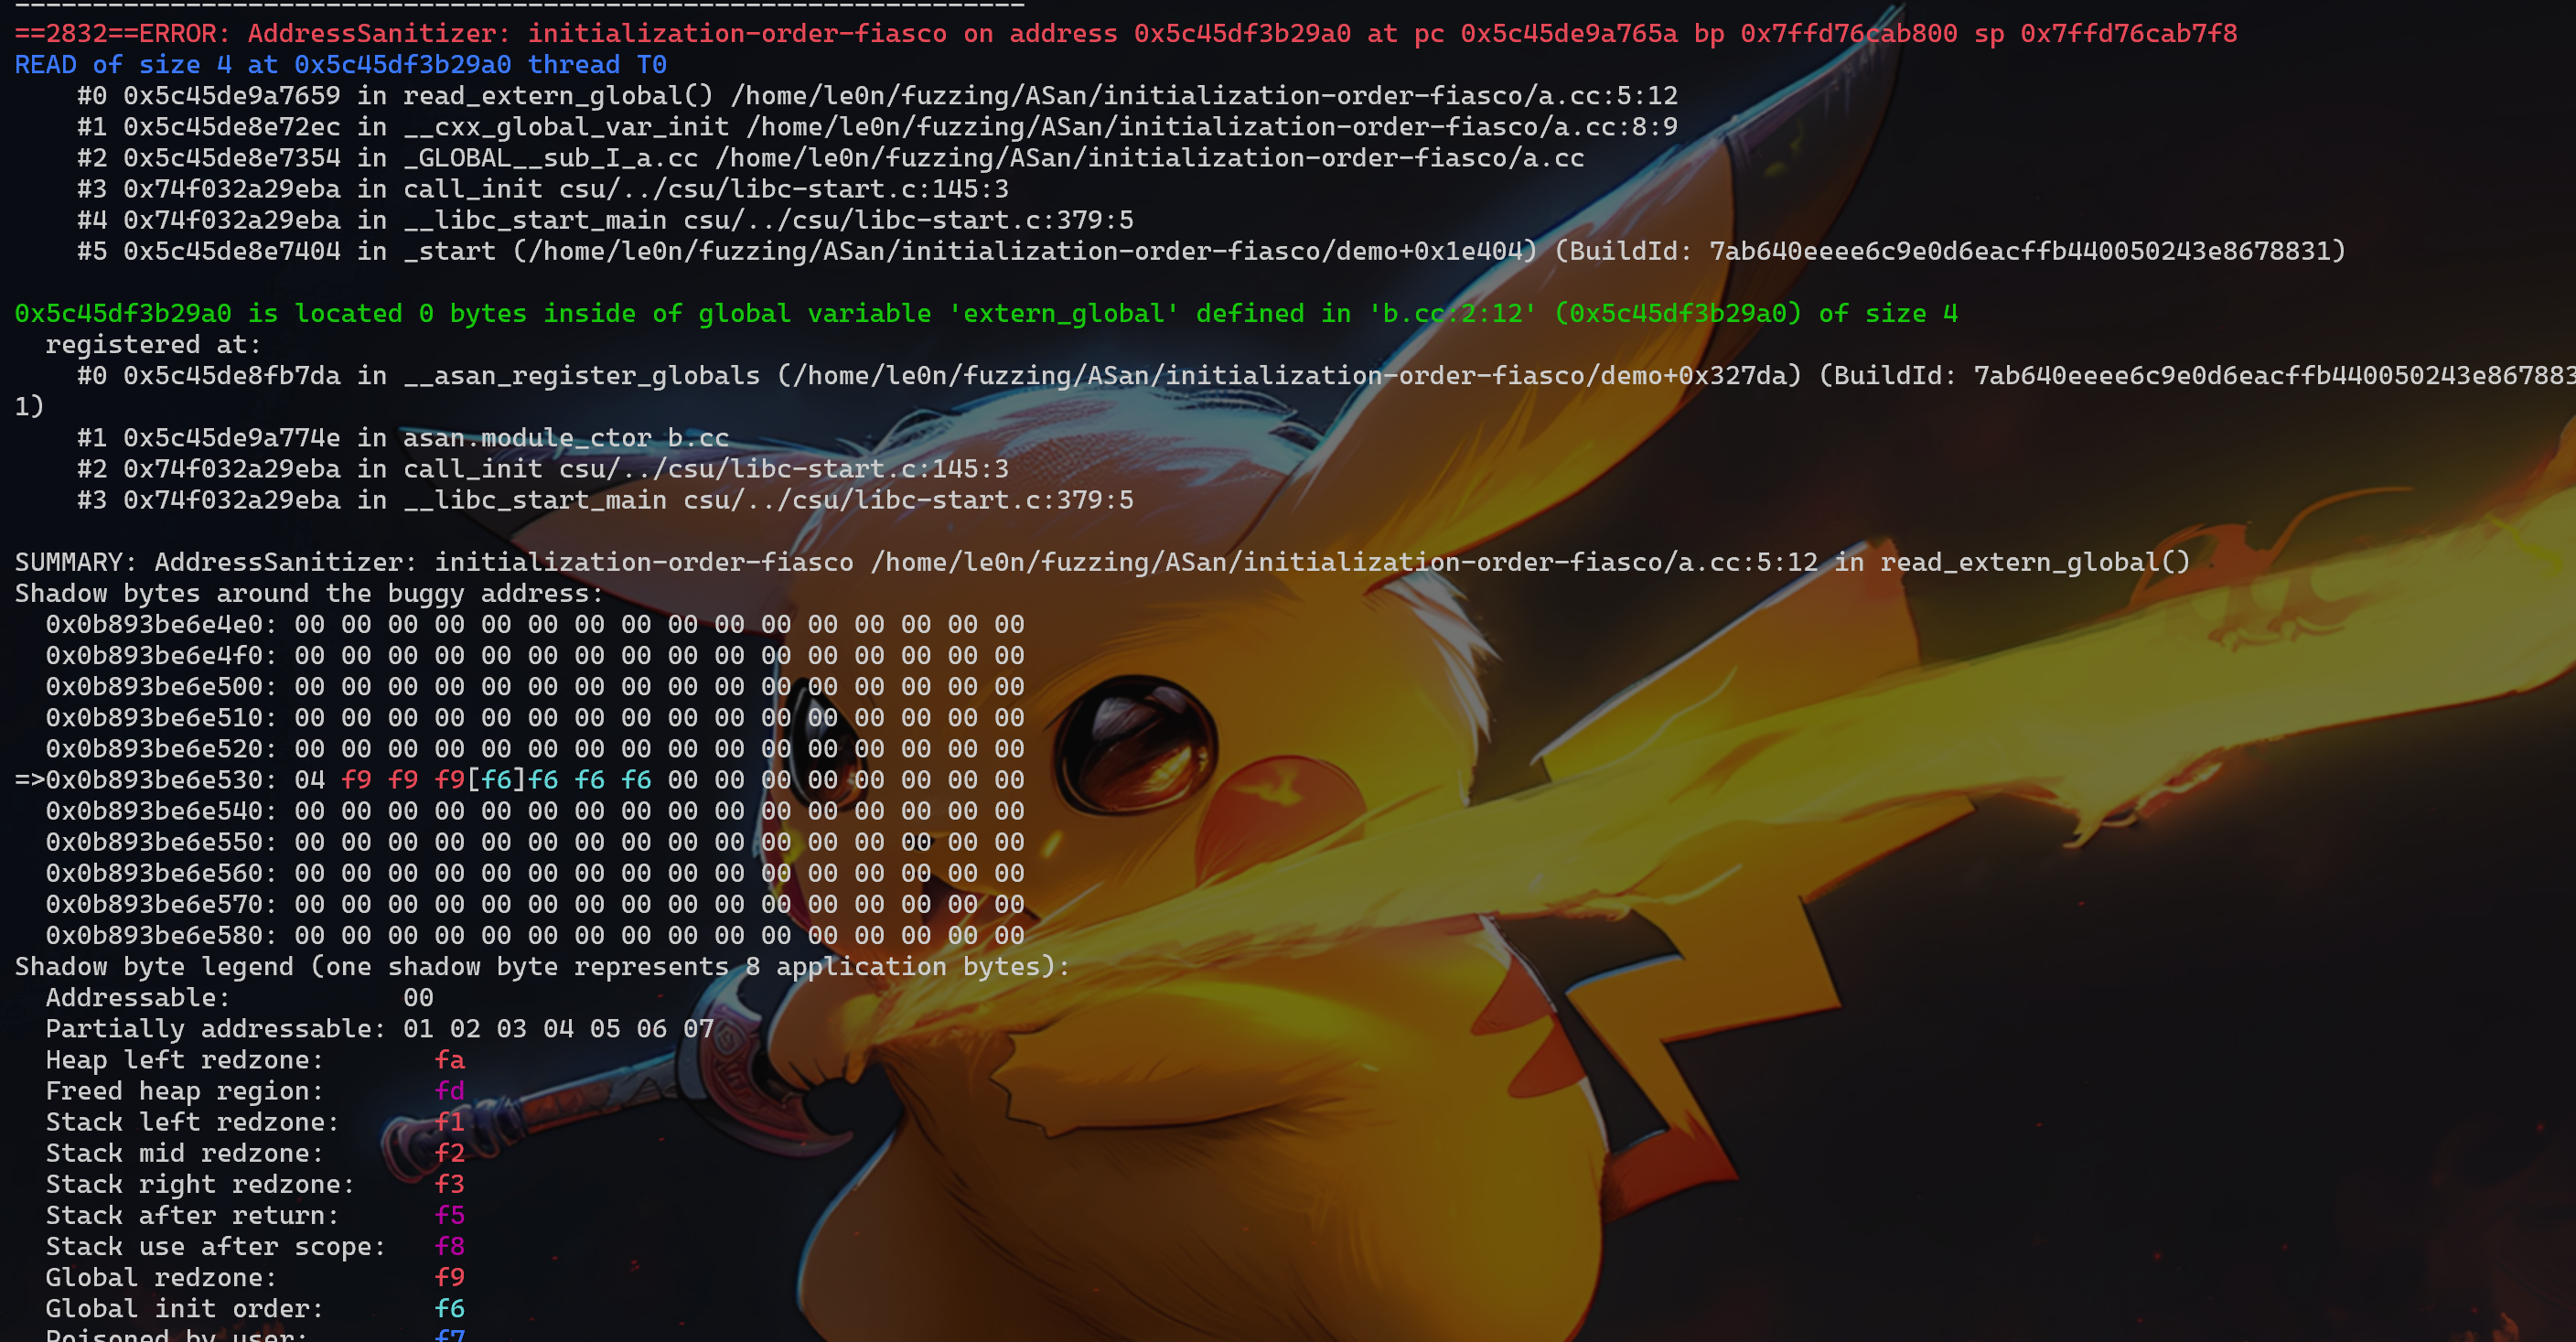 =================================================================
==2832==ERROR: AddressSanitizer: initialization-order-fiasco on address 0x5c45df3b29a0 at pc 0x5c45de9a765a bp 0x7ffd76cab800 sp 0x7ffd76cab7f8
READ of size 4 at 0x5c45df3b29a0 thread T0
    #0 0x5c45de9a7659 in read_extern_global() /home/le0n/fuzzing/ASan/initialization-order-fiasco/a.cc:5:12
    #1 0x5c45de8e72ec in __cxx_global_var_init /home/le0n/fuzzing/ASan/initialization-order-fiasco/a.cc:8:9
    #2 0x5c45de8e7354 in _GLOBAL__sub_I_a.cc /home/le0n/fuzzing/ASan/initialization-order-fiasco/a.cc
    #3 0x74f032a29eba in call_init csu/../csu/libc-start.c:145:3
    #4 0x74f032a29eba in __libc_start_main csu/../csu/libc-start.c:379:5
    #5 0x5c45de8e7404 in _start (/home/le0n/fuzzing/ASan/initialization-order-fiasco/demo+0x1e404) (BuildId: 7ab640eeee6c9e0d6eacffb440050243e8678831)

0x5c45df3b29a0 is located 0 bytes inside of global variable 'extern_global' defined in 'b.cc:2:12' (0x5c45df3b29a0) of size 4
  registered at:
    #0 0x5c45de8fb7da in __asan_register_globals (/home/le0n/fuzzing/ASan/initialization-order-fiasco/demo+0x327da) (BuildId: 7ab640eeee6c9e0d6eacffb440050243e867883
1)
    #1 0x5c45de9a774e in asan.module_ctor b.cc
    #2 0x74f032a29eba in call_init csu/../csu/libc-start.c:145:3
    #3 0x74f032a29eba in __libc_start_main csu/../csu/libc-start.c:379:5

SUMMARY: AddressSanitizer: initialization-order-fiasco /home/le0n/fuzzing/ASan/initialization-order-fiasco/a.cc:5:12 in read_extern_global()
Shadow bytes around the buggy address:
  0x0b893be6e4e0: 00 00 00 00 00 00 00 00 00 00 00 00 00 00 00 00
  0x0b893be6e4f0: 00 00 00 00 00 00 00 00 00 00 00 00 00 00 00 00
  0x0b893be6e500: 00 00 00 00 00 00 00 00 00 00 00 00 00 00 00 00
  0x0b893be6e510: 00 00 00 00 00 00 00 00 00 00 00 00 00 00 00 00
  0x0b893be6e520: 00 00 00 00 00 00 00 00 00 00 00 00 00 00 00 00
=>0x0b893be6e530: 04 f9 f9 f9[f6]f6 f6 f6 00 00 00 00 00 00 00 00
  0x0b893be6e540: 00 00 00 00 00 00 00 00 00 00 00 00 00 00 00 00
  0x0b893be6e550: 00 00 00 00 00 00 00 00 00 00 00 00 00 00 00 00
  0x0b893be6e560: 00 00 00 00 00 00 00 00 00 00 00 00 00 00 00 00
  0x0b893be6e570: 00 00 00 00 00 00 00 00 00 00 00 00 00 00 00 00
  0x0b893be6e580: 00 00 00 00 00 00 00 00 00 00 00 00 00 00 00 00
Shadow byte legend (one shadow byte represents 8 application bytes):
  Addressable:           00
  Partially addressable: 01 02 03 04 05 06 07
  Heap left redzone:       fa
  Freed heap region:       fd
  Stack left redzone:      f1
  Stack mid redzone:       f2
  Stack right redzone:     f3
  Stack after return:      f5
  Stack use after scope:   f8
  Global redzone:          f9
  Global init order:       f6
  Poisoned by user:        f7